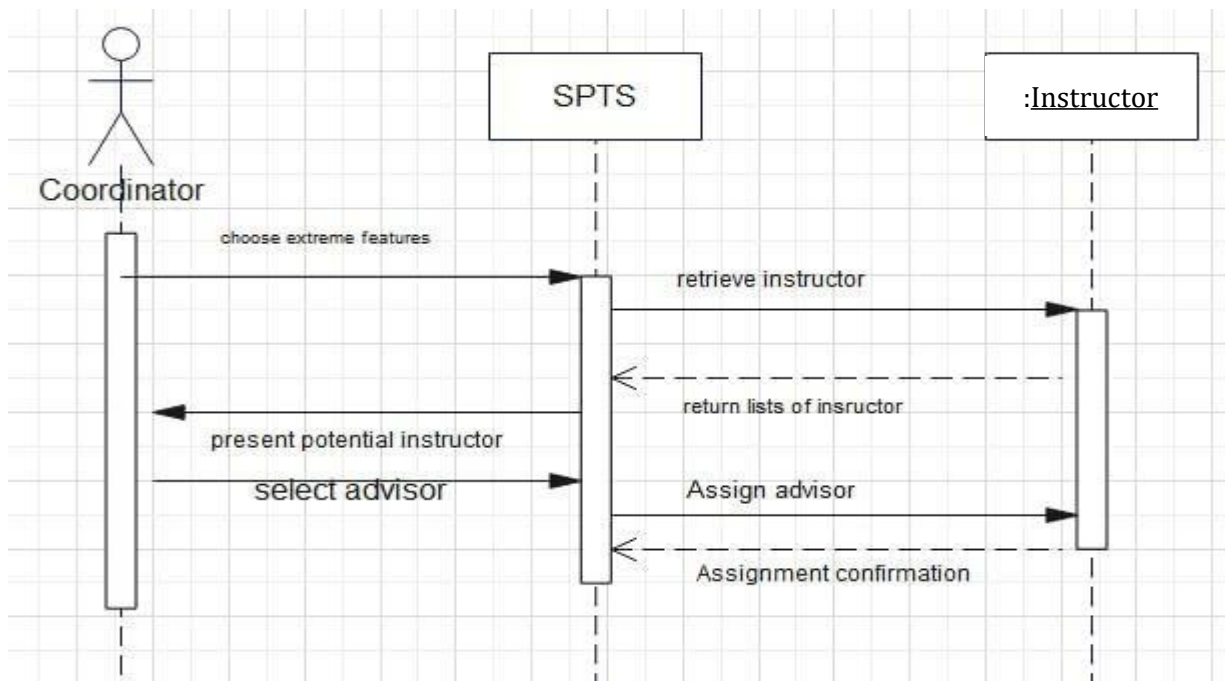 SPTS
:Instructor
Coordinator
choose extreme features
retrieve instructor
return lists of insructor
present potential instructor
select advisor
Assign advisor
Assignment confirmation